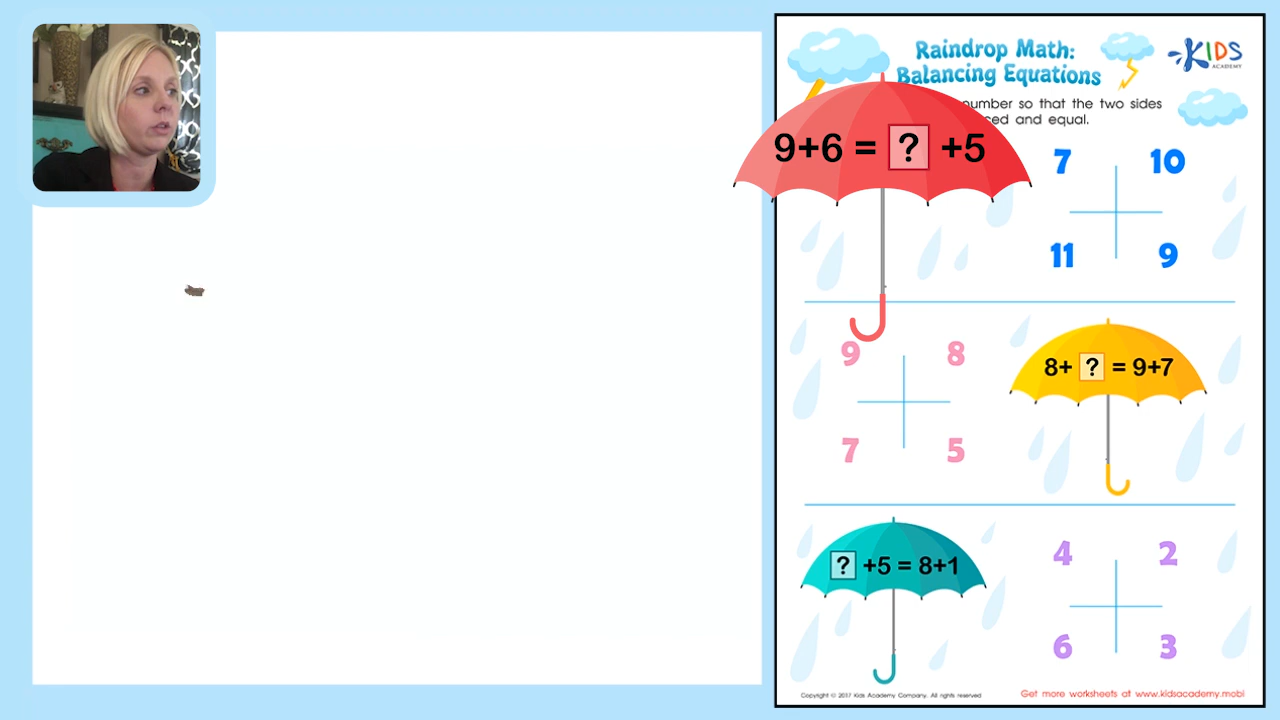 Raindrop Math:
Balancing Equations
KIDS
ACADEMY
number so that the two sides
and equal.
9+6 = ? +5
7 10
11 9
9 8
7 5
8+ ? = 9+7
? +5 = 8+1
4 2
6 3
Copyright © 2017 Kids Academy Company. All rights reserved
Get more worksheets at www.kidsacademy.mobi